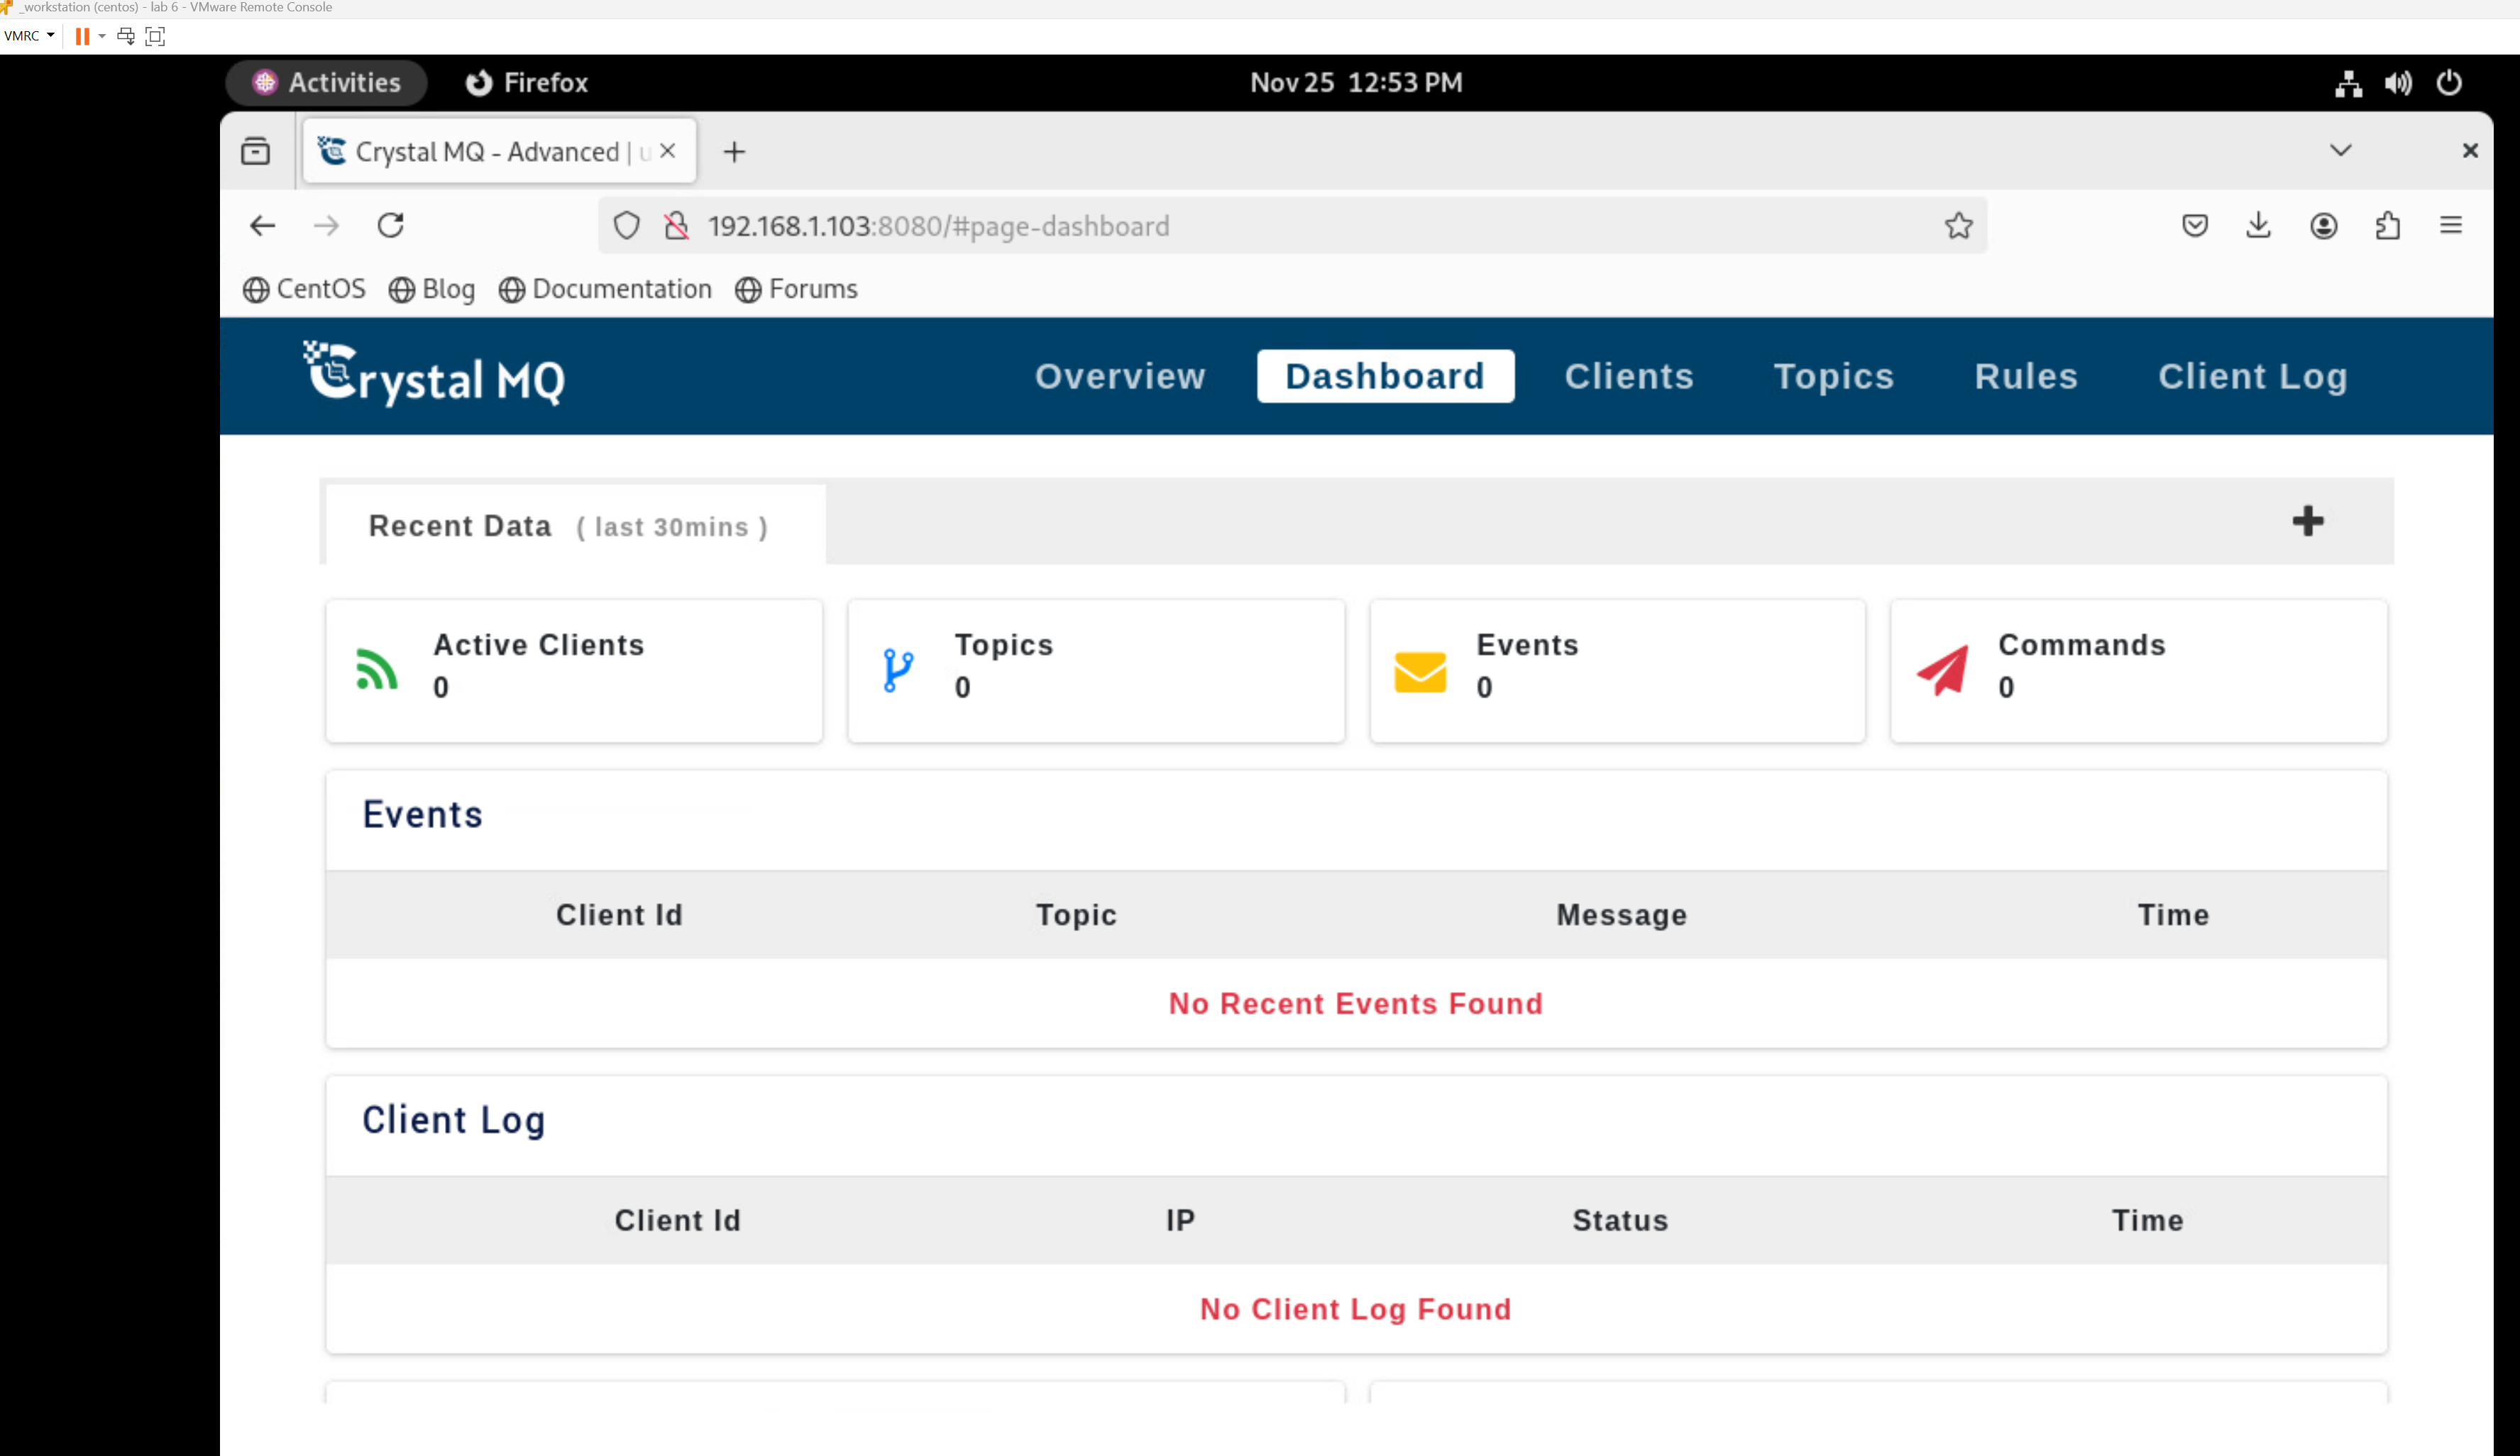 _workstation (centos) - lab 6 - VMware Remote Console
VMRC
Activities Firefox Nov 25 12:53 PM
Crystal MQ - Advanced | u
192.168.1.103:8080/#page-dashboard
CentOS Blog Documentation Forums
Crystal MQ Overview Dashboard Clients Topics Rules Client Log
Recent Data ( last 30mins )
Active Clients Topics Events Commands
0 0 0 0
Events
Client Id Topic Message Time
No Recent Events Found
Client Log
Client Id IP Status Time
No Client Log Found